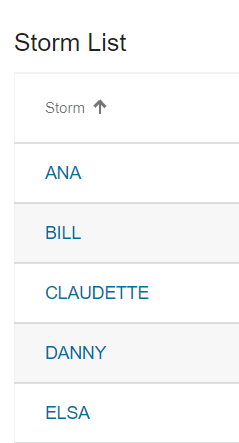 Storm List
Storm
ANA
BILL
CLAUDETTE
DANNY
ELSA